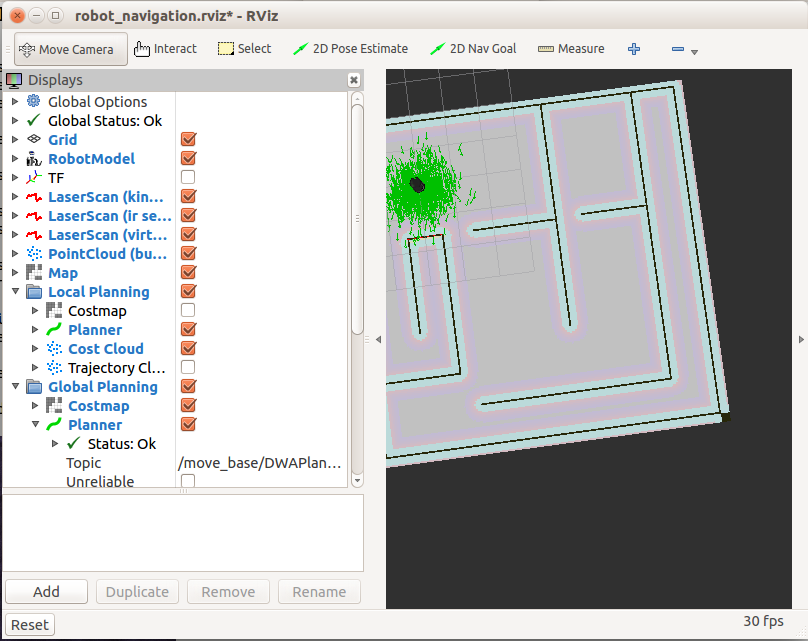 robot_navigation.rviz* - RViz
Move Camera Interact Select 2D Pose Estimate 2D Nav Goal Measure
Displays
Global Options
Global Status: Ok
Grid
RobotModel
TF
LaserScan (kin...
LaserScan (ir se...
LaserScan (virt...
PointCloud (bu...
Map
Local Planning
Costmap
Planner
Cost Cloud
Trajectory Cl...
Global Planning
Costmap
Planner
Status: Ok
Topic /move_base/DWAPlan...
Unreliable
Add Duplicate Remove Rename
Reset 30 fps